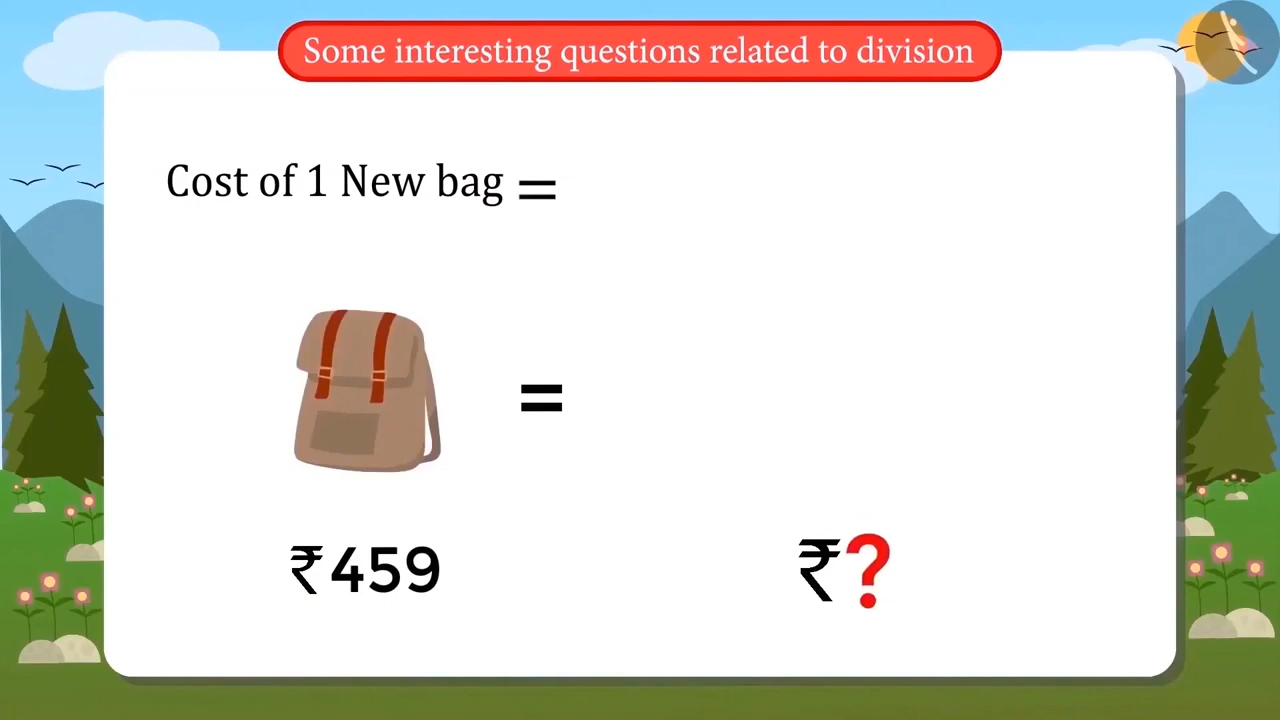 Some interesting questions related to division
Cost of 1 New bag =
=
₹459
₹?